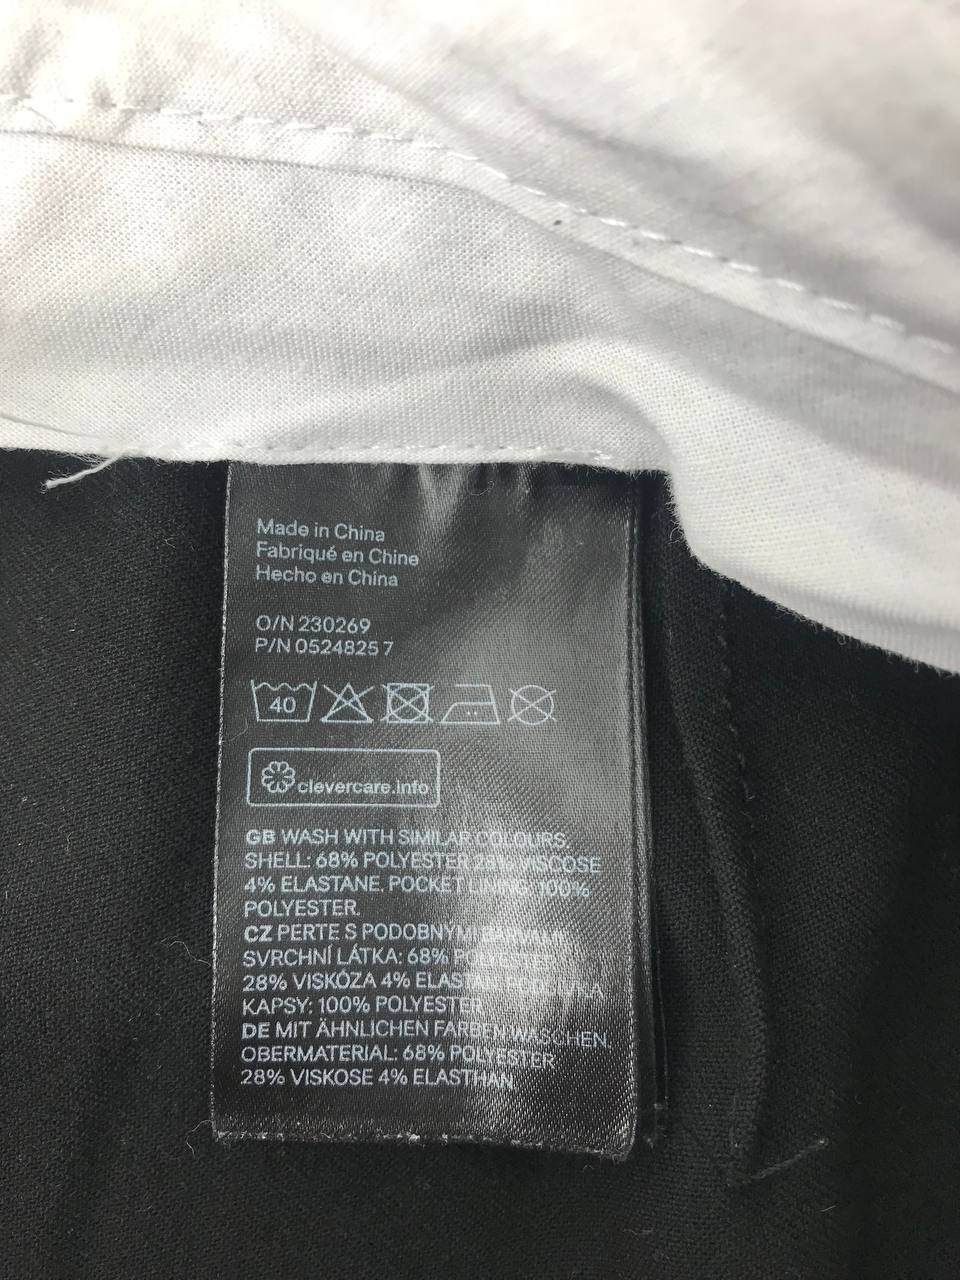 Made in China
Fabriqué en Chine
Hecho en China
O/N 230269
P/N 0524825 7
40
clevercare.info
GB WASH WITH SIMILAR COLOURS.
SHELL: 68% POLYESTER 28% VISCOSE
4% ELASTANE. POCKET LINING: 100%
POLYESTER.
CZ PERTE S PODOBNÝMI BARVAMI.
SVRCHNÍ LÁTKA: 68% POLYESTER
28% VISKÓZA 4% ELASTAN PODŠÍVKA
KAPSY: 100% POLYESTER
DE MIT ÄHNLICHEN FARBEN WASCHEN.
OBERMATERIAL: 68% POLYESTER
28% VISKOSE 4% ELASTHAN